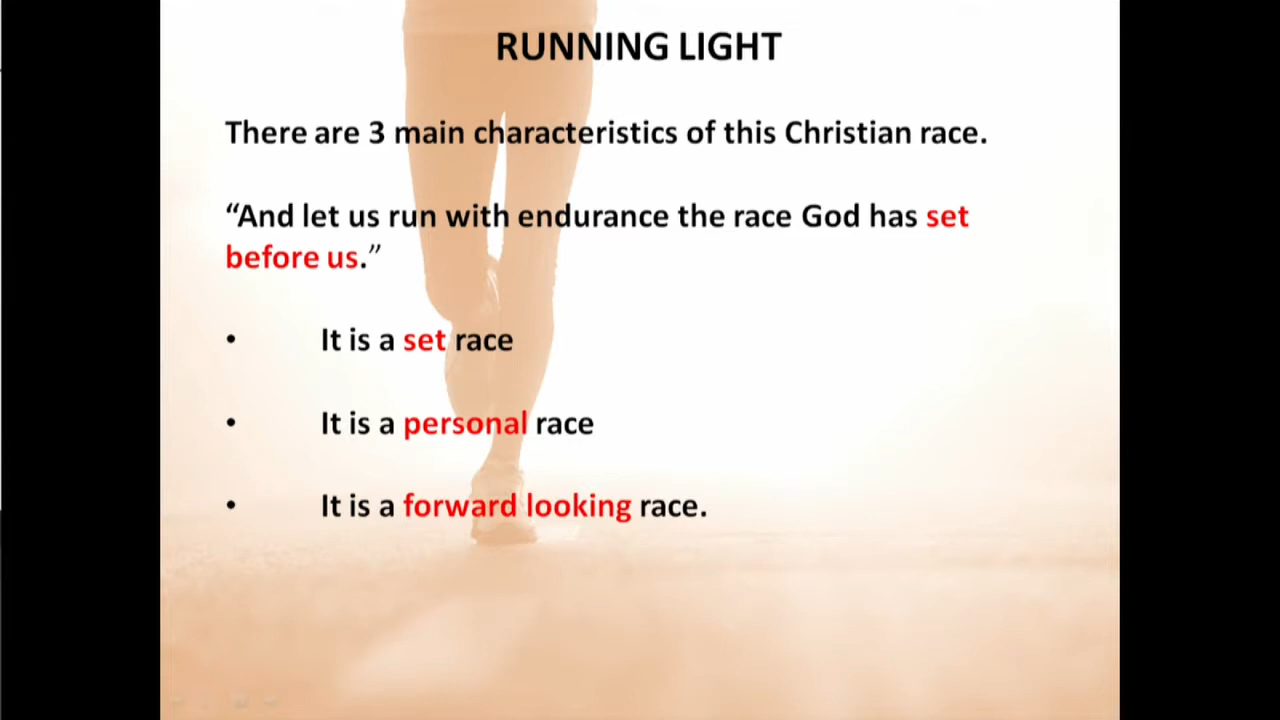 RUNNING LIGHT
There are 3 main characteristics of this Christian race.
“And let us run with endurance the race God has set
before us.”
• It is a set race
• It is a personal race
• It is a forward looking race.